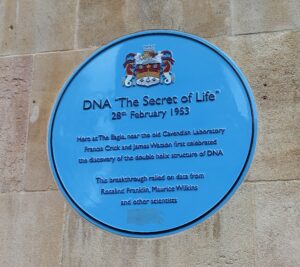 DNA "The Secret of Life"
28th February 1953
Here at The Eagle, near the old Cavendish Laboratory
Francis Crick and James Watson first celebrated
the discovery of the double helix structure of DNA
This breakthrough relied on data from
Rosalind Franklin, Maurice Wilkins
and other scientists